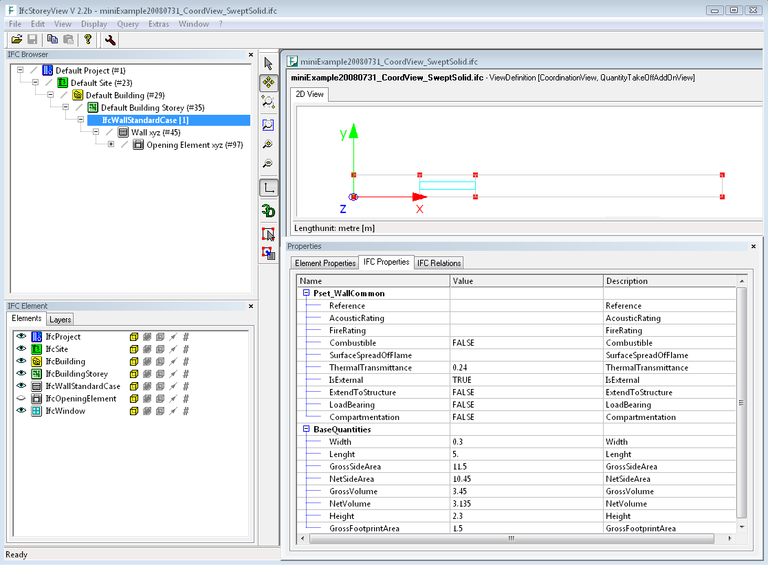 IfcStoreyView V 2.2b - miniExample20080731_CoordView_SweptSolid.ifc
File Edit View Display Query Extras Window ?
IFC Browser
Default Project (#1)
Default Site (#23)
Default Building (#29)
Default Building Storey (#35)
IfcWallStandardCase [1]
Wall xyz (#45)
Opening Element xyz (#97)
IFC Element
Elements Layers
IfcProject
IfcSite
IfcBuilding
IfcBuildingStorey
IfcWallStandardCase
IfcOpeningElement
IfcWindow
Ready
3D
miniExample20080731_CoordView_SweptSolid.ifc
miniExample20080731_CoordView_SweptSolid.ifc - ViewDefinition [CoordinationView, QuantityTakeOffAddOnView]
2D View
y
z x
Lengthunit: metre [m]
Properties
Element Properties IFC Properties IFC Relations
Name Value Description
Pset_WallCommon
Reference Reference
AcousticRating AcousticRating
FireRating FireRating
Combustible FALSE Combustible
SurfaceSpreadOfFlame SurfaceSpreadOfFlame
ThermalTransmittance 0.24 ThermalTransmittance
IsExternal TRUE IsExternal
ExtendToStructure FALSE ExtendToStructure
LoadBearing FALSE LoadBearing
Compartmentation FALSE Compartmentation
BaseQuantities
Width 0.3 Width
Lenght 5. Lenght
GrossSideArea 11.5 GrossSideArea
NetSideArea 10.45 NetSideArea
GrossVolume 3.45 GrossVolume
NetVolume 3.135 NetVolume
Height 2.3 Height
GrossFootprintArea 1.5 GrossFootprintArea